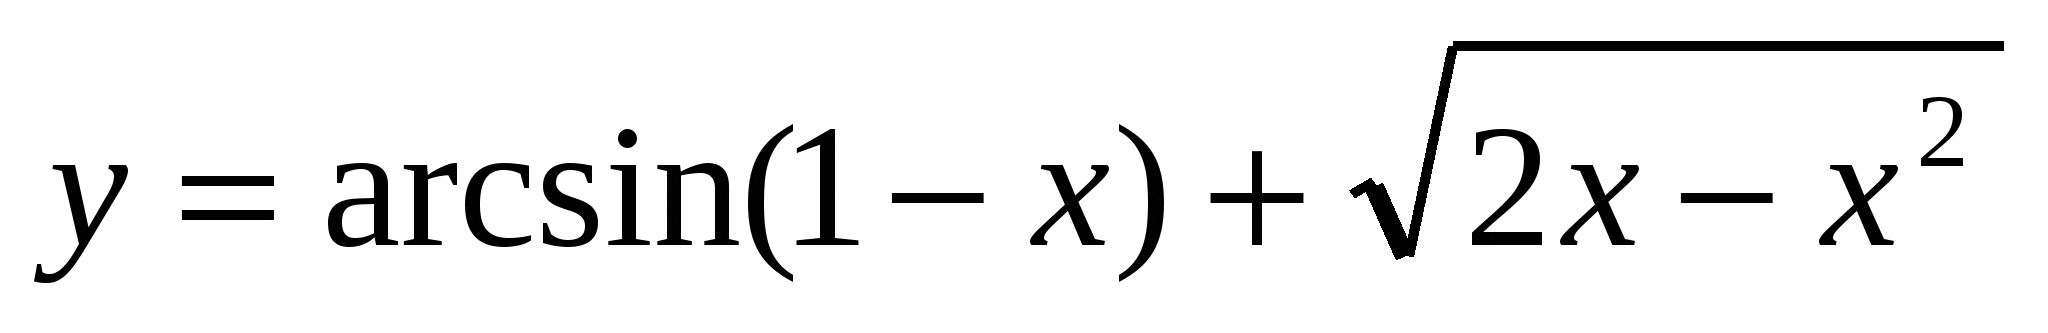 y = arcsin(1 − x) + √(2x − x²)